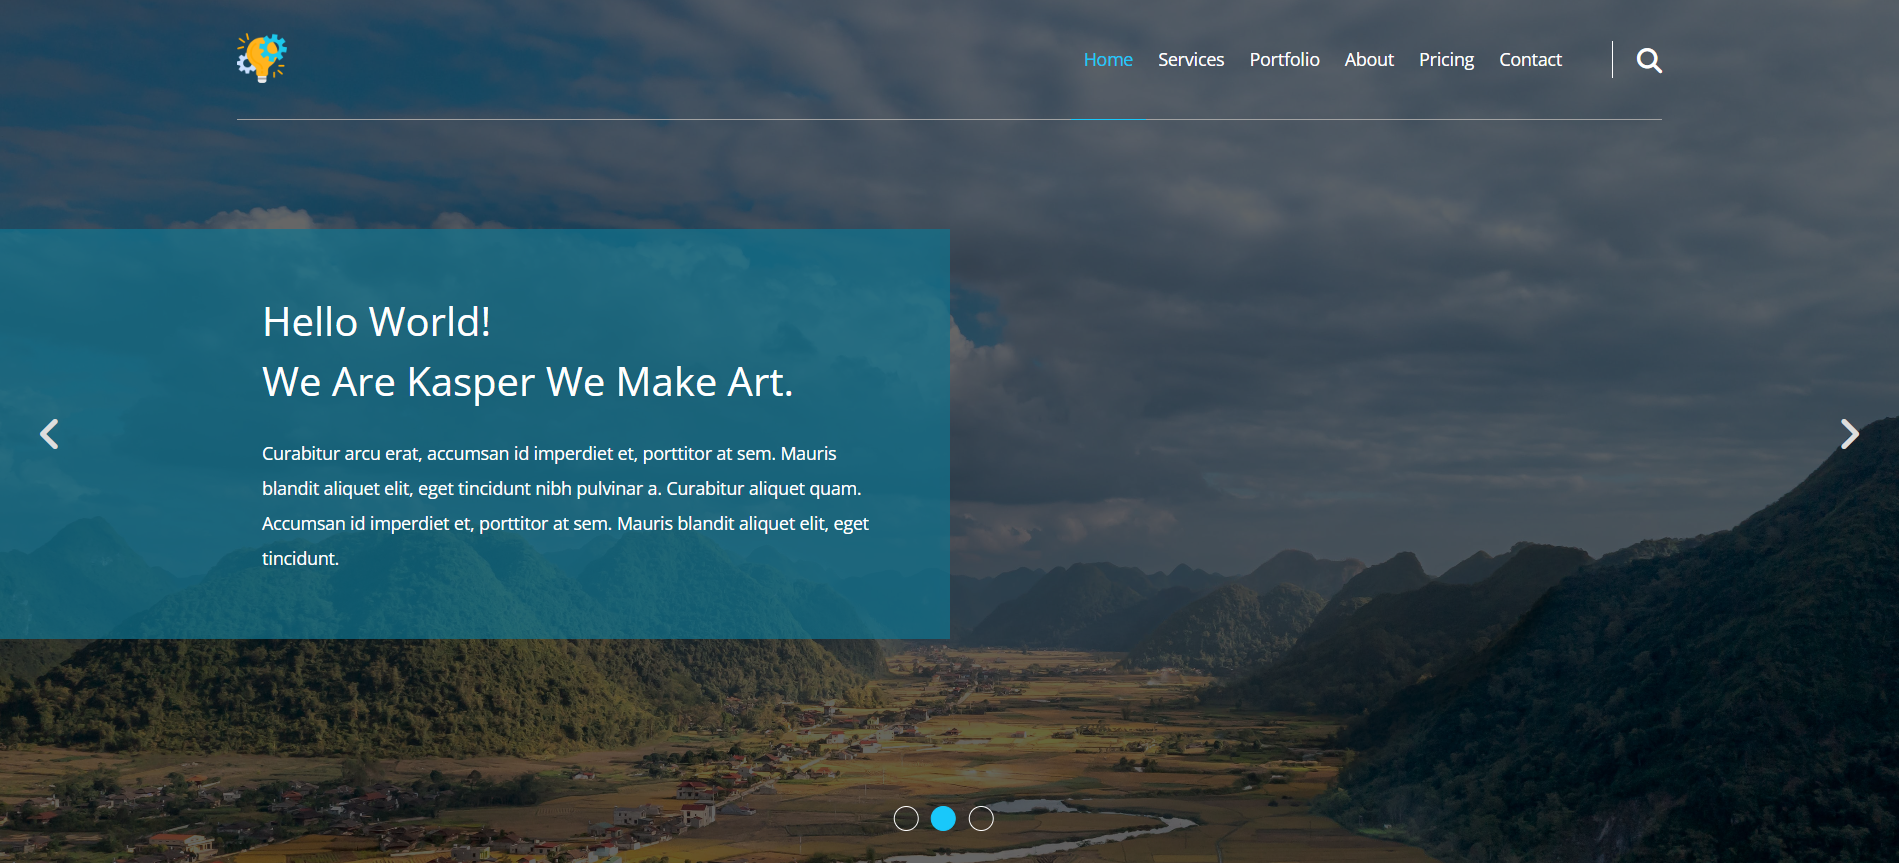 Home Services Portfolio About Pricing Contact
Hello World!
We Are Kasper We Make Art.
Curabitur arcu erat, accumsan id imperdiet et, porttitor at sem. Mauris
blandit aliquet elit, eget tincidunt nibh pulvinar a. Curabitur aliquet quam.
Accumsan id imperdiet et, porttitor at sem. Mauris blandit aliquet elit, eget
tincidunt.